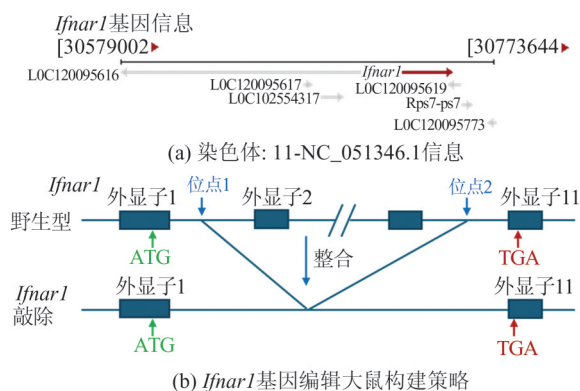 Ifnar1基因信息
[30579002 [30773644
L0C120095616 Ifnar1
L0C120095617 L0C120095619
L0C102554317 Rps7-ps7
L0C120095773
(a) 染色体: 11-NC_051346.1信息
Ifnar1
外显子1 位点1 外显子2 位点2 外显子11
野生型
ATG 整合 TGA
Ifnar1 外显子1 外显子11
敲除
ATG TGA
(b) Ifnar1基因编辑大鼠构建策略